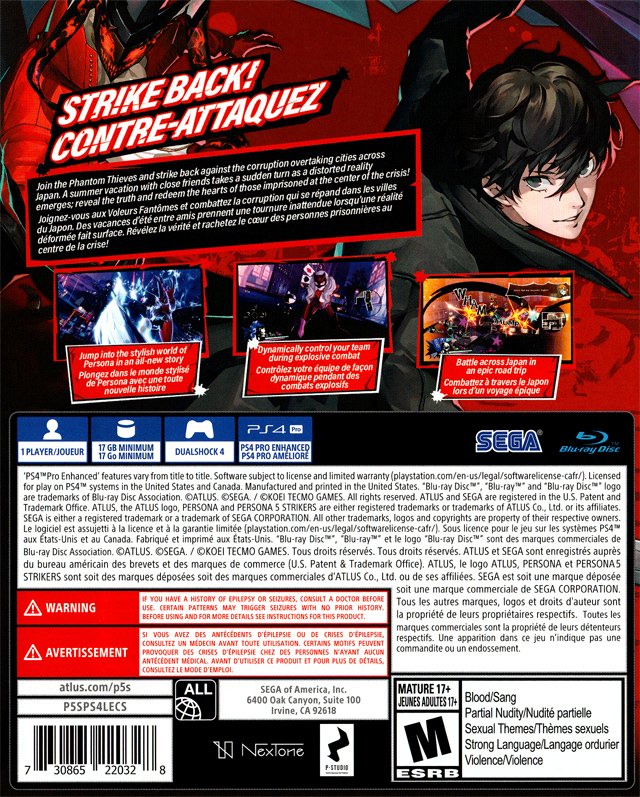 STRIKE BACK!
CONTRE-ATTAQUEZ
Join the Phantom Thieves and strike back against the corruption overtaking cities across
Japan. A summer vacation with close friends takes a sudden turn as a distorted reality
emerges; reveal the truth and redeem the hearts of those imprisoned at the center of the crisis!
Joignez-vous aux Voleurs Fantômes et combattez la corruption qui se répand dans les villes
du Japon. Des vacances d'été entre amis prennent une tournure inattendue lorsqu'une réalité
déformée fait surface. Révélez la vérité et rachetez le cœur des personnes prisonnières au
centre de la crise!
Jump into the stylish world of
Persona in an all-new story
Plongez dans le monde stylisé
de Persona avec une toute
nouvelle histoire
Dynamically control your team
during explosive combat
Contrôlez votre équipe de façon
dynamique pendant des
combats explosifs
Battle across Japan in
an epic road trip
Combattez à travers le Japon
lors d'un voyage épique
1 PLAYER/JOUEUR
17 GB MINIMUM
17 Go MINIMUM
DUALSHOCK 4
PS4 Pro
PS4 PRO ENHANCED
PS4 PRO AMÉLIORÉ
SEGA
Blu-ray Disc™
'PS4™Pro Enhanced' features vary from title to title. Software subject to license and limited warranty (playstation.com/en-us/legal/softwarelicense-cafr/). Licensed
for play on PS4™ systems in the United States and Canada. Manufactured and printed in the United States. "Blu-ray Disc™", "Blu-ray™" and "Blu-ray Disc™" logo
are trademarks of Blu-ray Disc Association. ©ATLUS. ©SEGA. / ©KOEI TECMO GAMES. All rights reserved. ATLUS and SEGA are registered in the U.S. Patent and
Trademark Office. ATLUS, the ATLUS logo, PERSONA and PERSONA 5 STRIKERS are either registered trademarks or trademarks of ATLUS Co., Ltd. or its affiliates.
SEGA is either a registered trademark or a trademark of SEGA CORPORATION. All other trademarks, logos and copyrights are property of their respective owners.
Le logiciel est assujetti à la licence et à la garantie limitée (playstation.com/en-us/legal/softwarelicense-cafr/). Sous licence pour le jeu sur les systèmes PS4™
aux États-Unis et au Canada. Fabriqué et imprimé aux États-Unis. "Blu-ray Disc™, "Blu-ray™ et le logo "Blu-ray Disc™" sont des marques commerciales de
Blu-ray Disc Association. ©ATLUS. ©SEGA. / ©KOEI TECMO GAMES. Tous droits réservés. Tous droits réservés. ATLUS et SEGA sont enregistrés auprès
du bureau américain des brevets et des marques de commerce (U.S. Patent & Trademark Office). ATLUS, le logo ATLUS, PERSONA et PERSONA 5
STRIKERS sont soit des marques déposées soit des marques commerciales d'ATLUS Co., Ltd. ou de ses affiliées. SEGA est soit une marque déposée
soit une marque commerciale de SEGA CORPORATION.
Tous les autres marques, logos et droits d'auteur sont
la propriété de leurs propriétaires respectifs. Toutes les
marques commerciales sont la propriété de leurs détenteurs
respectifs. Une apparition dans ce jeu n'indique pas une
commandite ou un endossement.
WARNING
IF YOU HAVE A HISTORY OF EPILEPSY OR SEIZURES, CONSULT A DOCTOR BEFORE
USE. CERTAIN PATTERNS MAY TRIGGER SEIZURES WITH NO PRIOR HISTORY.
BEFORE USING AND FOR MORE DETAILS SEE INSTRUCTIONS FOR THIS PRODUCT.
AVERTISSEMENT
SI VOUS AVEZ DES ANTÉCÉDENTS D'ÉPILEPSIE OU DE CRISES D'ÉPILEPSIE,
CONSULTEZ UN MÉDECIN AVANT TOUTE UTILISATION. CERTAINS MOTIFS PEUVENT
PROVOQUER DES CRISES D'ÉPILEPSIE CHEZ DES PERSONNES N'AYANT AUCUN
ANTÉCÉDENT MÉDICAL. AVANT D'UTILISER CE PRODUIT ET POUR PLUS DE DÉTAILS,
CONSULTEZ LE MODE D'EMPLOI.
atlus.com/p5s
P5SPS4LECS
7 30865 22032 8
ALL
SEGA of America, Inc.
6400 Oak Canyon, Suite 100
Irvine, CA 92618
NexTone
P-STUDIO
MATURE 17+
JEUNES ADULTES 17+
M
ESRB
Blood/Sang
Partial Nudity/Nudité partielle
Sexual Themes/Thèmes sexuels
Strong Language/Langage ordurier
Violence/Violence